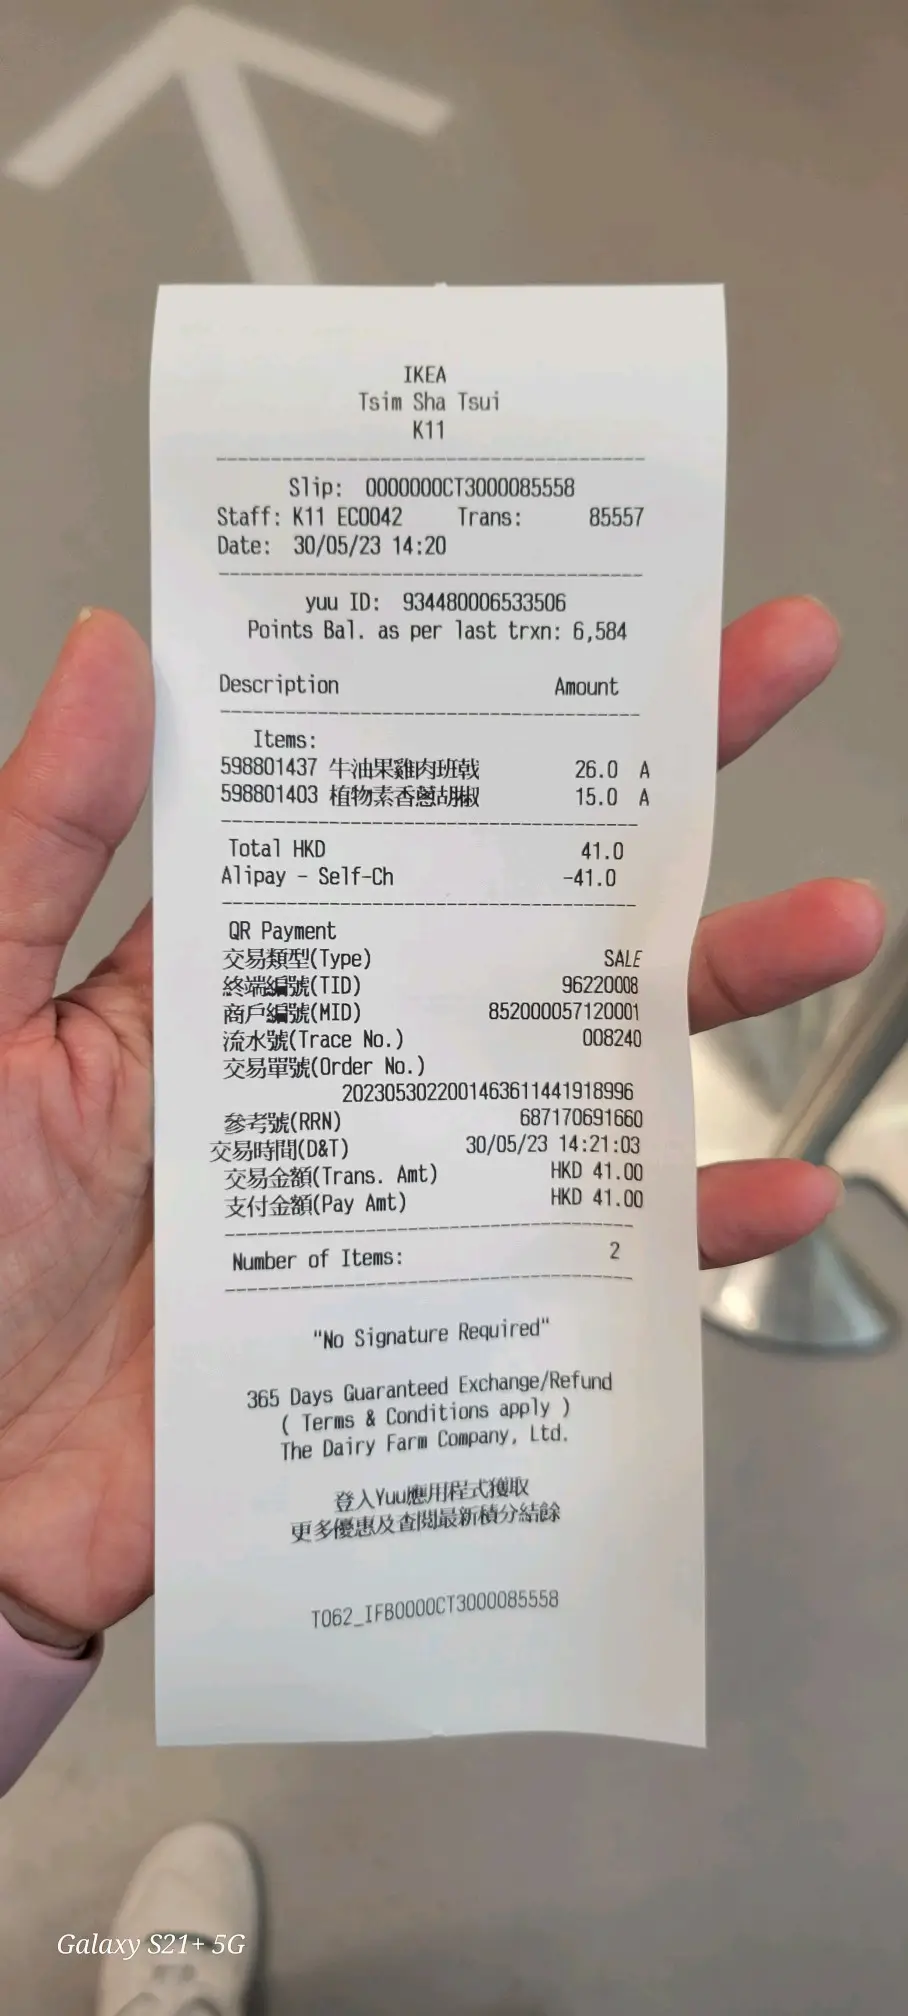 IKEA
Tsim Sha Tsui
K11
Slip: 0000000CT3000085558
Staff: K11 EC0042 Trans: 85557
Date: 30/05/23 14:20
yuu ID: 934480006533506
Points Bal. as per last trxn: 6,584
Description Amount
Items:
598801437 牛油果雞肉班戟 26.0 A
598801403 植物素香蔥胡椒 15.0 A
Total HKD 41.0
Alipay - Self-Ch -41.0
QR Payment
交易類型(Type) SALE
終端編號(TID) 96220008
商戶編號(MID) 852000057120001
流水號(Trace No.) 008240
交易單號(Order No.)
2023053022001463611441918996
參考號(RRN) 687170691660
交易時間(D&T) 30/05/23 14:21:03
交易金額(Trans. Amt) HKD 41.00
支付金額(Pay Amt) HKD 41.00
Number of Items: 2
"No Signature Required"
365 Days Guaranteed Exchange/Refund
( Terms & Conditions apply )
The Dairy Farm Company, Ltd.
登入Yuu應用程式獲取
更多優惠及查閱最新積分結餘
T062_IFB0000CT3000085558
Galaxy S21+ 5G